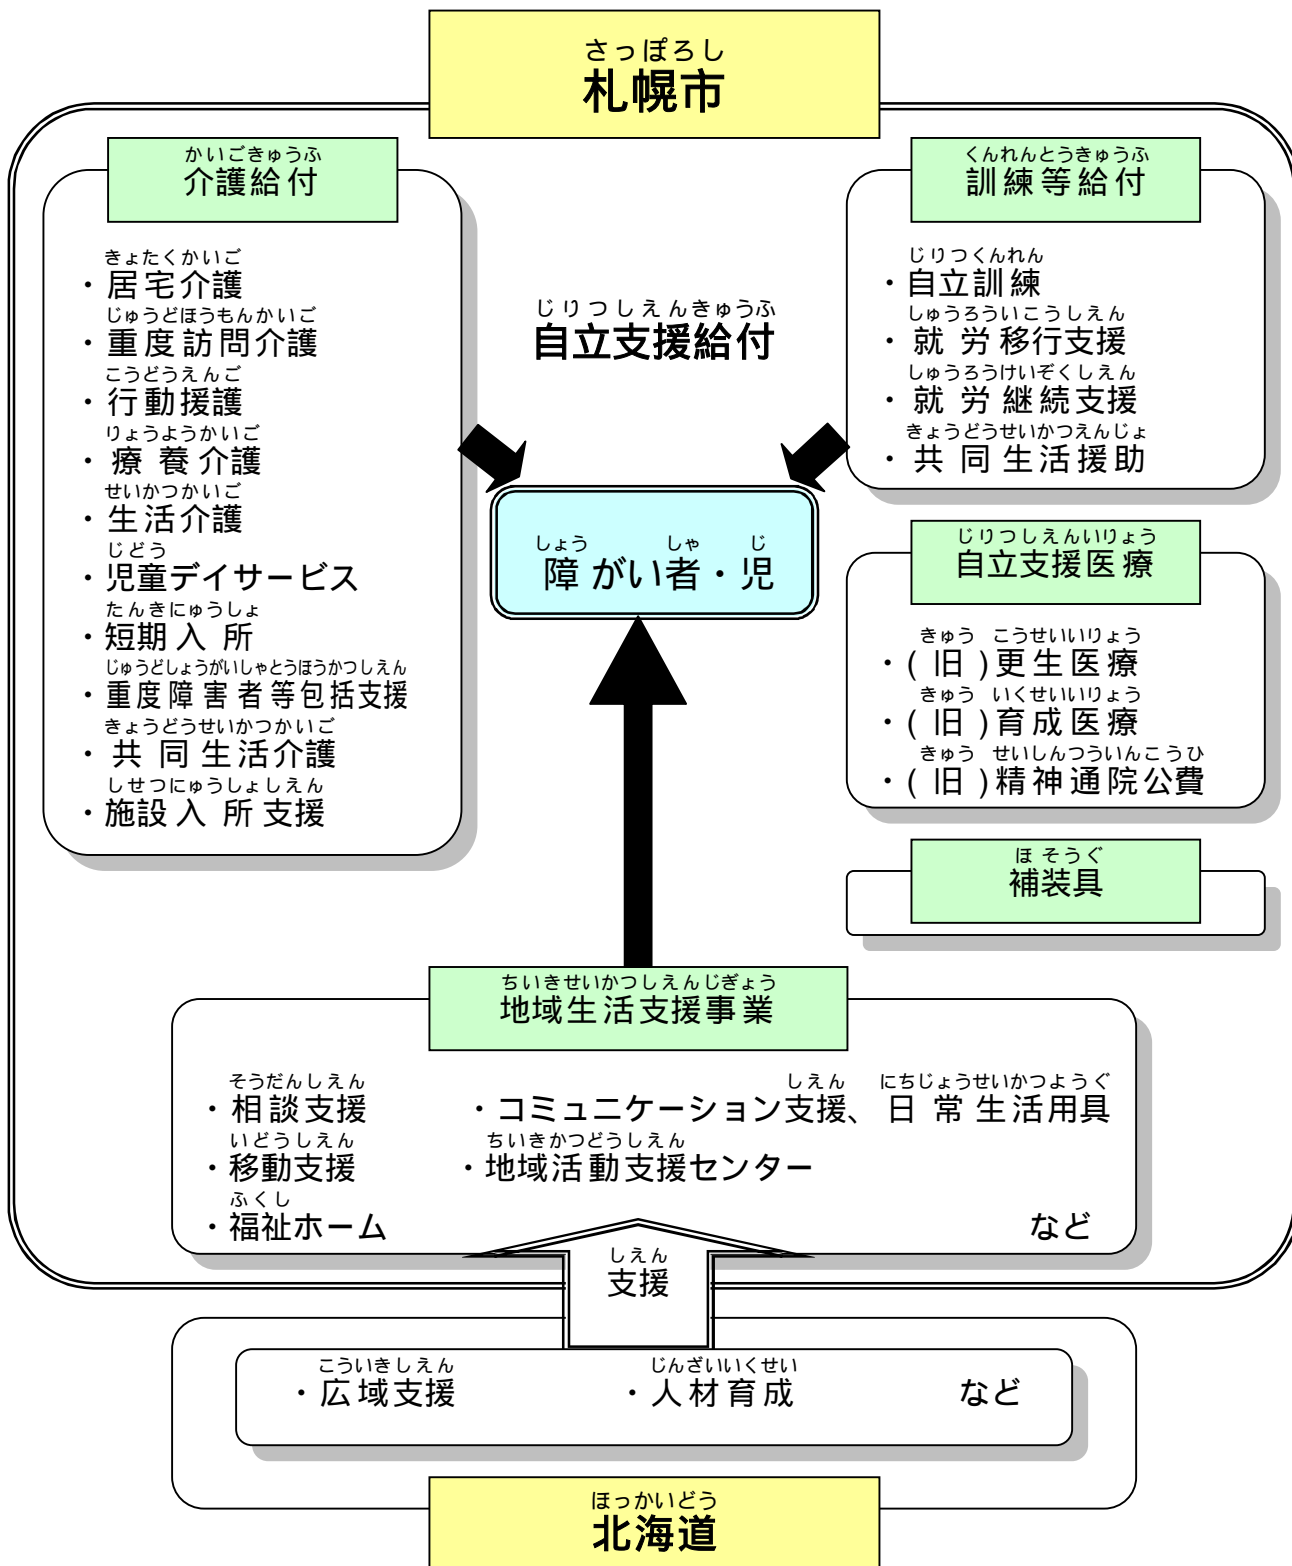 さっぽろし
札幌市
かいごきゅうふ
介護給付
きょたくかいご
・居宅介護
じゅうどほうもんかいご
・重度訪問介護
こうどうえんご
・行動援護
りょうようかいご
・療養介護
せいかつかいご
・生活介護
じどう
・児童デイサービス
たんきにゅうしょ
・短期入所
じゅうどしょうがいしゃとうほうかつしえん
・重度障害者等包括支援
きょうどうせいかつかいご
・共同生活介護
しせつにゅうしょしえん
・施設入所支援
じりつしえんきゅうふ
自立支援給付
くんれんとうきゅうふ
訓練等給付
じりつくんれん
・自立訓練
しゅうろういこうしえん
・就労移行支援
しゅうろうけいぞくしえん
・就労継続支援
きょうどうせいかつえんじょ
・共同生活援助
しょう しゃ じ
障がい者・児
じりつしえんいりょう
自立支援医療
きゅう こうせいいりょう
・(旧)更生医療
きゅう いくせいいりょう
・(旧)育成医療
きゅう せいしんつういんこうひ
・(旧)精神通院公費
ほそうぐ
補装具
ちいきせいかつしえんじぎょう
地域生活支援事業
そうだんしえん しえん にちじょうせいかつようぐ
・相談支援 ・コミュニケーション支援、日常生活用具
いどうしえん ちいきかつどうしえん
・移動支援 ・地域活動支援センター
ふくし
・福祉ホーム など
しえん
支援
こういきしえん じんざいいくせい
・広域支援 ・人材育成 など
ほっかいどう
北海道